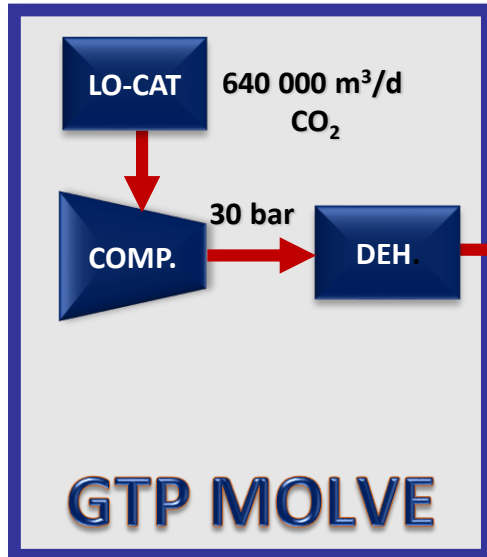 LO-CAT
640 000 m³/d
CO₂
30 bar
COMP.
DEH.
GTP MOLVE